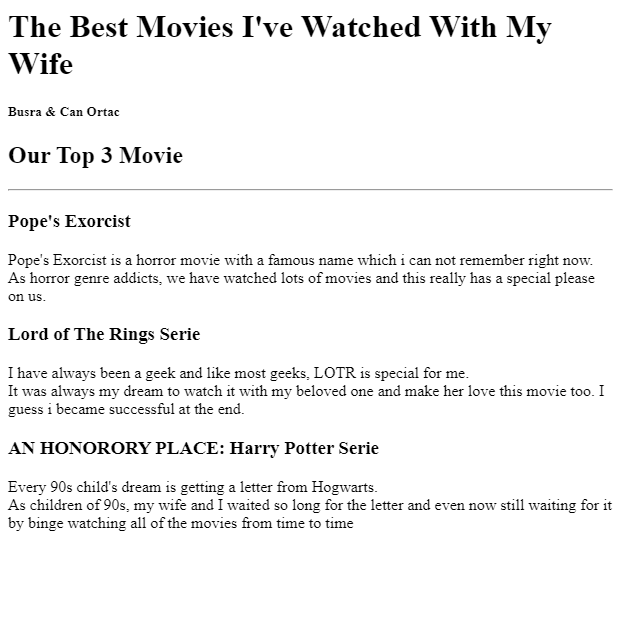 The Best Movies I've Watched With My
Wife
Busra & Can Ortac
Our Top 3 Movie
Pope's Exorcist
Pope's Exorcist is a horror movie with a famous name which i can not remember right now.
As horror genre addicts, we have watched lots of movies and this really has a special please
on us.
Lord of The Rings Serie
I have always been a geek and like most geeks, LOTR is special for me.
It was always my dream to watch it with my beloved one and make her love this movie too. I
guess i became successful at the end.
AN HONORORY PLACE: Harry Potter Serie
Every 90s child's dream is getting a letter from Hogwarts.
As children of 90s, my wife and I waited so long for the letter and even now still waiting for it
by binge watching all of the movies from time to time